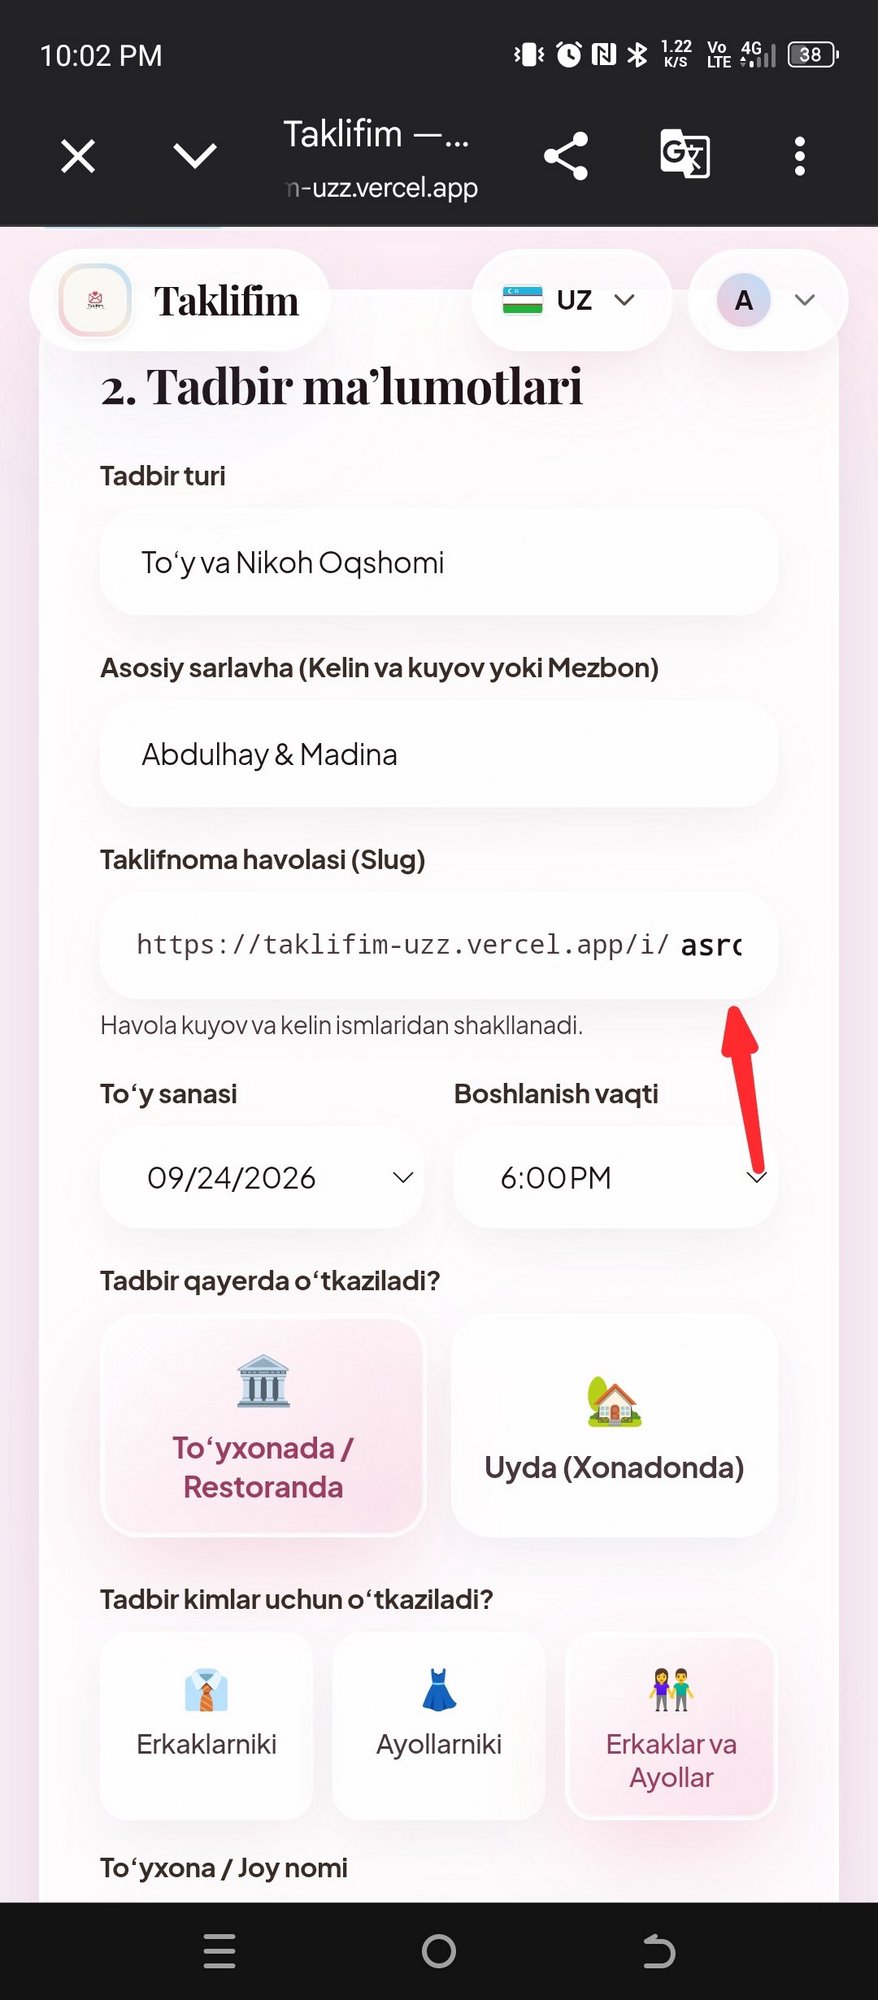 10:02 PM
1.22 K/S
Vo LTE
4G
38
Taklifim —...
-uzz.vercel.app
Taklifim
UZ
A
2. Tadbir ma’lumotlari
Tadbir turi
To‘y va Nikoh Oqshomi
Asosiy sarlavha (Kelin va kuyov yoki Mezbon)
Abdulhay & Madina
Taklifnoma havolasi (Slug)
https://taklifim-uzz.vercel.app/i/ asro
Havola kuyov va kelin ismlaridan shakllanadi.
To‘y sanasi
Boshlanish vaqti
09/24/2026
6:00 PM
Tadbir qayerda o‘tkaziladi?
To‘yxonada /
Restoranda
Uyda (Xonadonda)
Tadbir kimlar uchun o‘tkaziladi?
Erkaklarniki
Ayollarniki
Erkaklar va
Ayollar
To‘yxona / Joy nomi